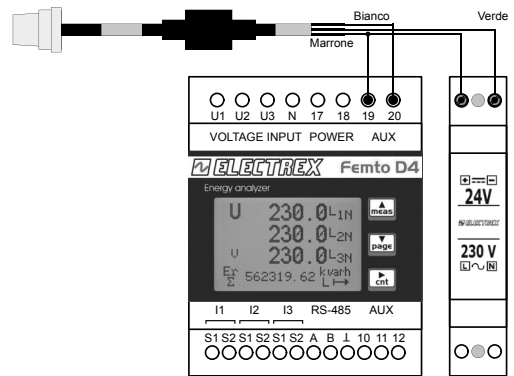 Bianco
Verde
Marrone
U1 U2 U3 N 17 18 19 20
VOLTAGE INPUT POWER AUX
ELECTREX Femto D4
Energy analyzer
U 230.0 L1N
230.0 L2N
U 230.0 L3N
Er Σ 562319.62 kvarh L
meas
page
cnt
I1 I2 I3 RS-485 AUX
S1 S2 S1 S2 S1 S2 A B ⊥ 10 11 12
24V
ELECTREX
230 V
L N